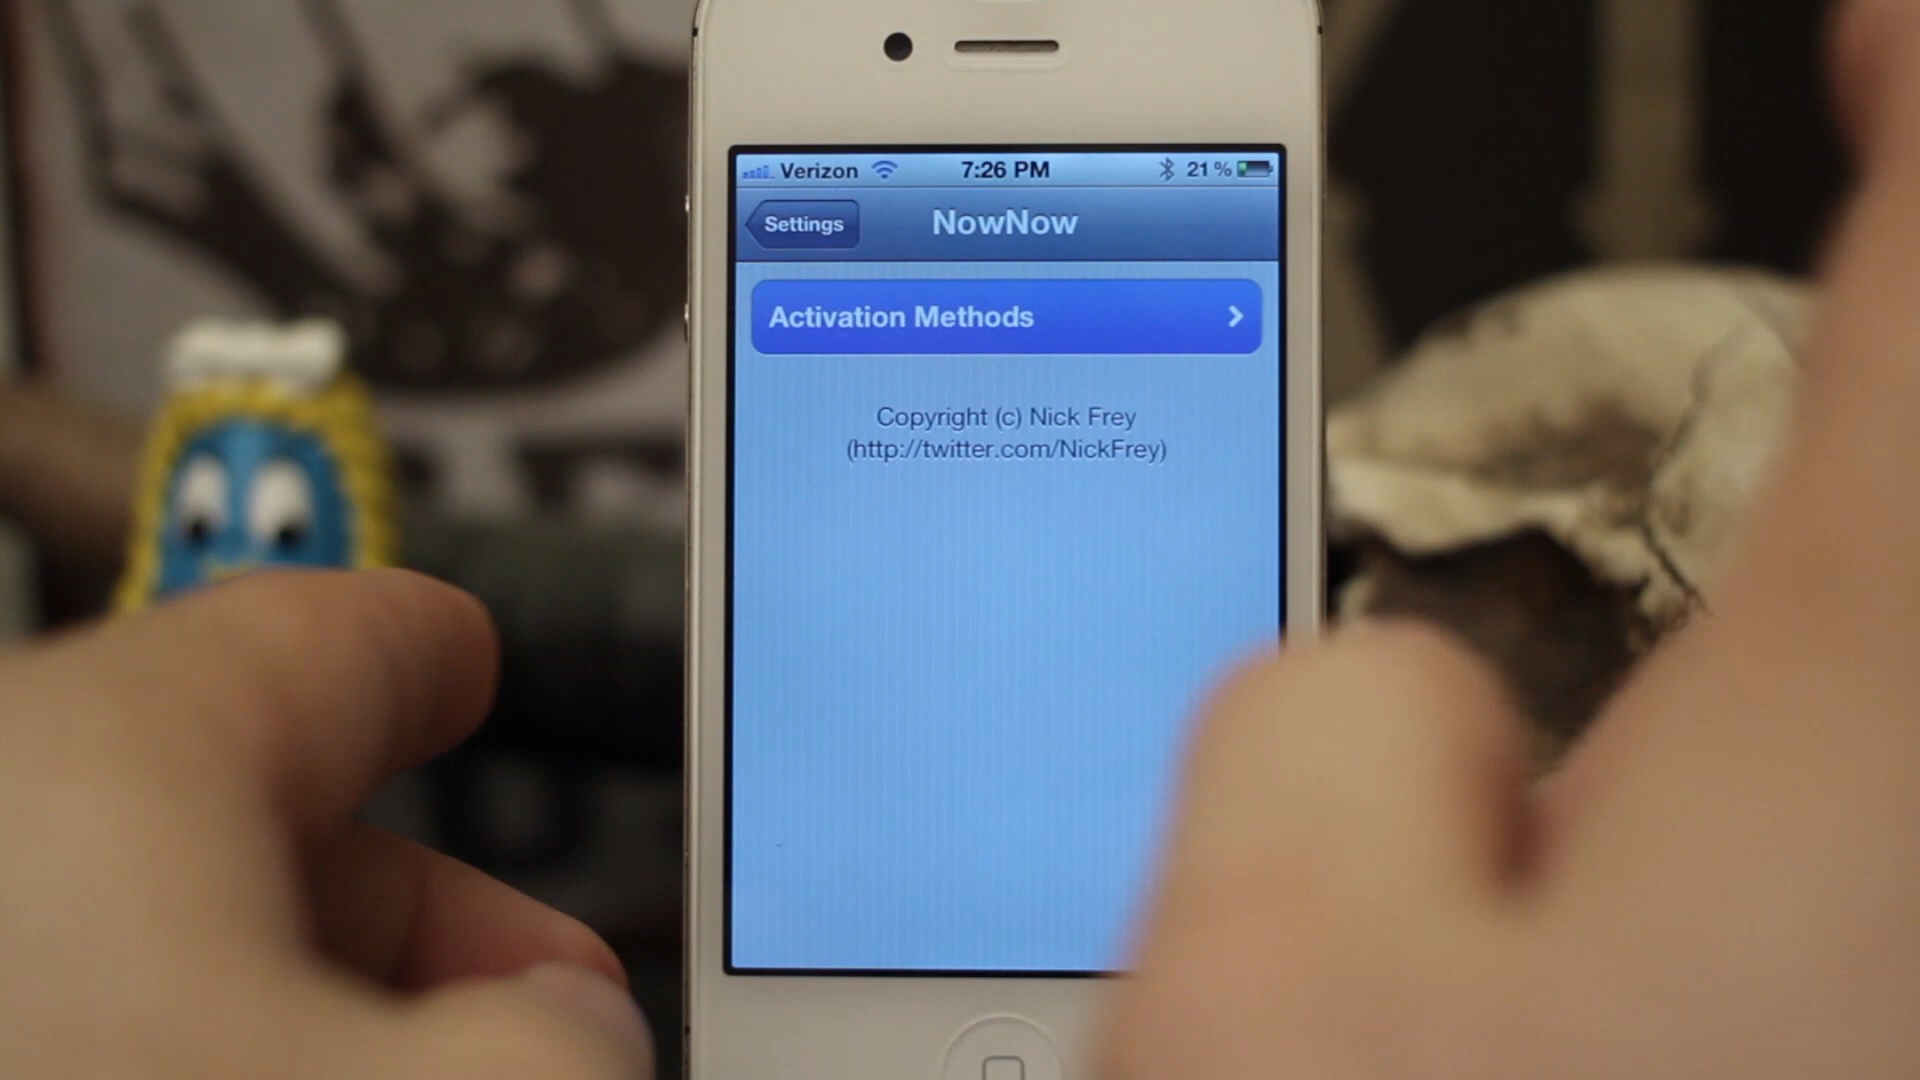 Verizon 7:26 PM 21%
Settings NowNow
Activation Methods
Copyright (c) Nick Frey
(http://twitter.com/NickFrey)